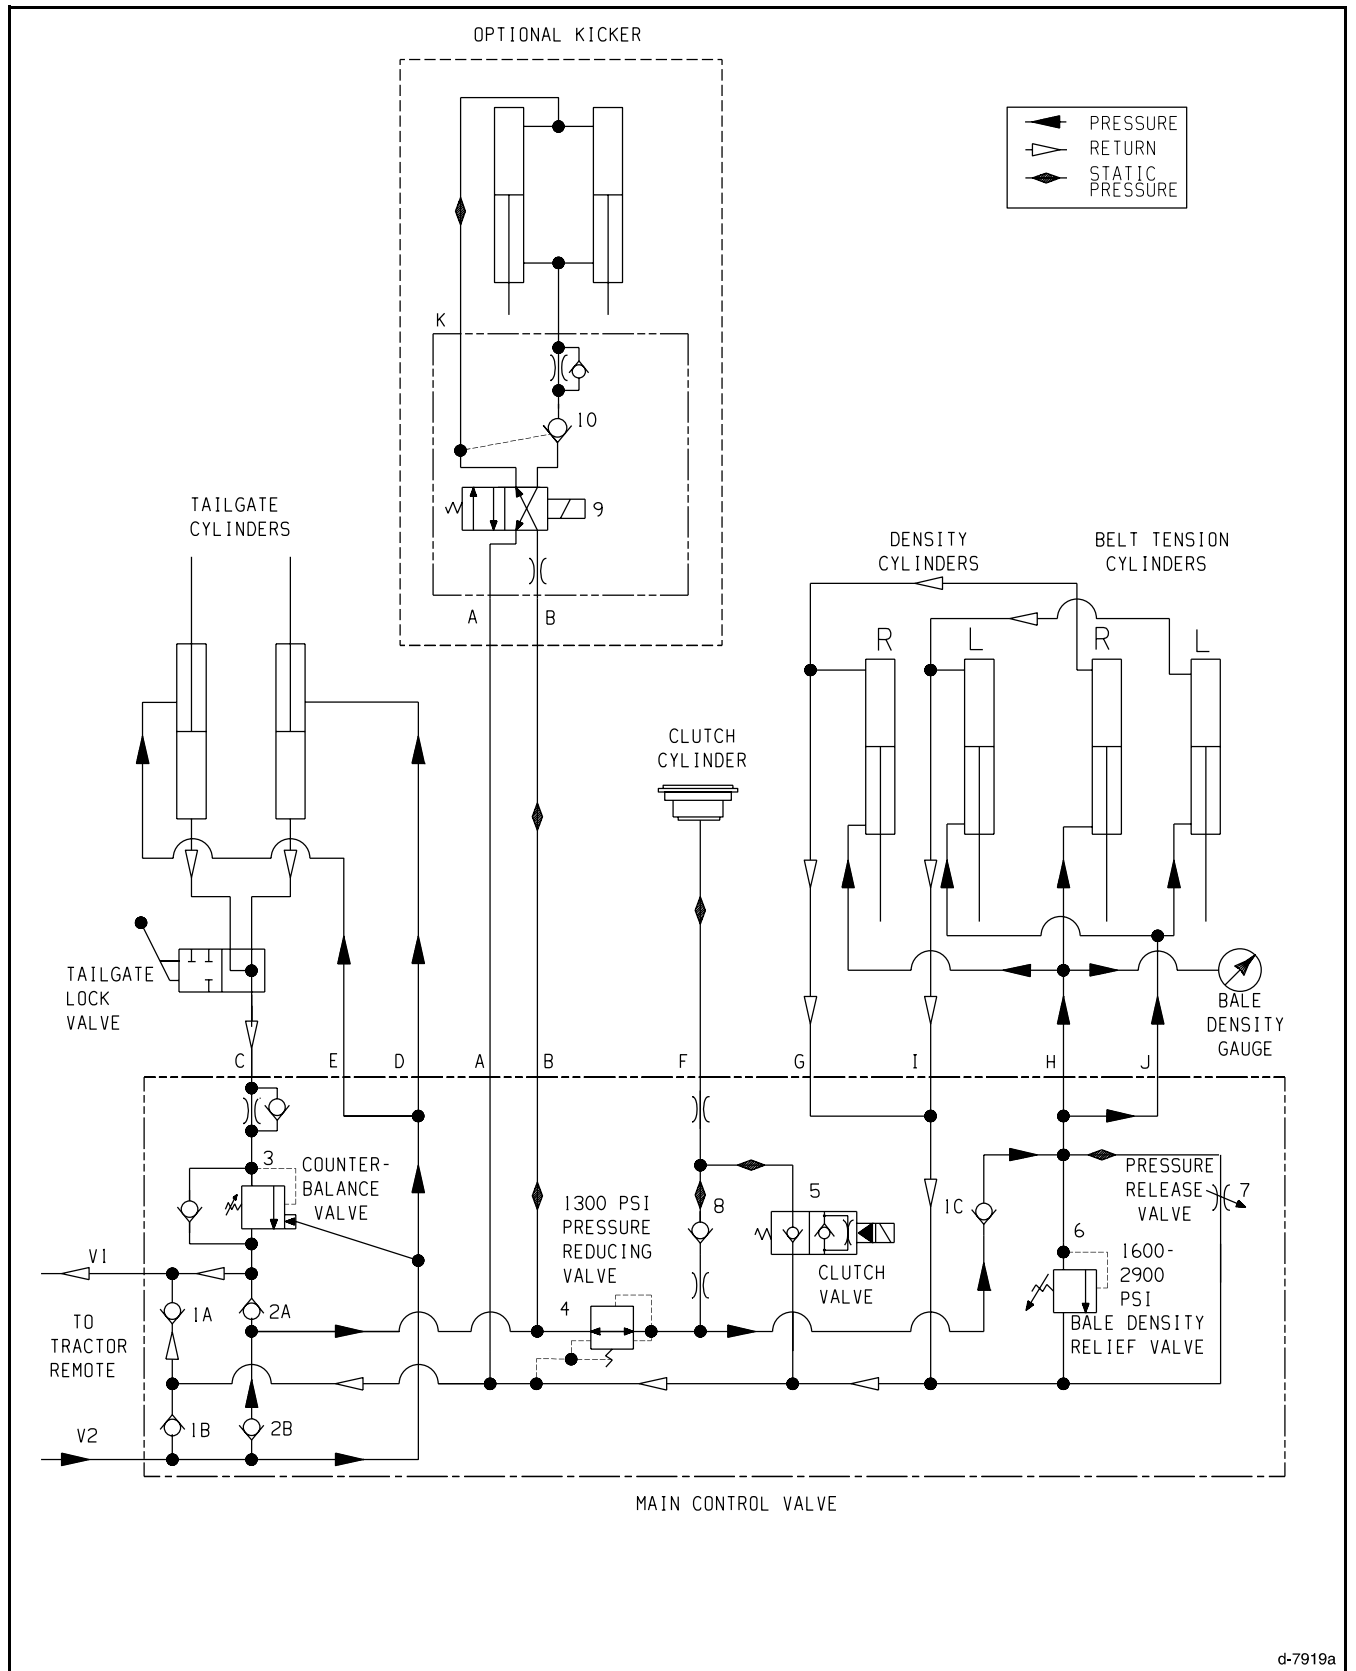 OPTIONAL KICKER
PRESSURE
RETURN
STATIC
PRESSURE
K
10
9
A
B
TAILGATE
CYLINDERS
DENSITY
CYLINDERS
BELT TENSION
CYLINDERS
R
L
R
L
CLUTCH
CYLINDER
TAILGATE
LOCK
VALVE
BALE
DENSITY
GAUGE
C
E
D
A
B
F
G
I
H
J
3
COUNTER-
BALANCE
VALVE
1300 PSI
PRESSURE
REDUCING
VALVE
4
8
5
CLUTCH
VALVE
1C
PRESSURE
RELEASE
VALVE
7
6
1600-
2900
PSI
BALE DENSITY
RELIEF VALVE
V1
TO
TRACTOR
REMOTE
V2
1A
2A
1B
2B
MAIN CONTROL VALVE
d-7919a